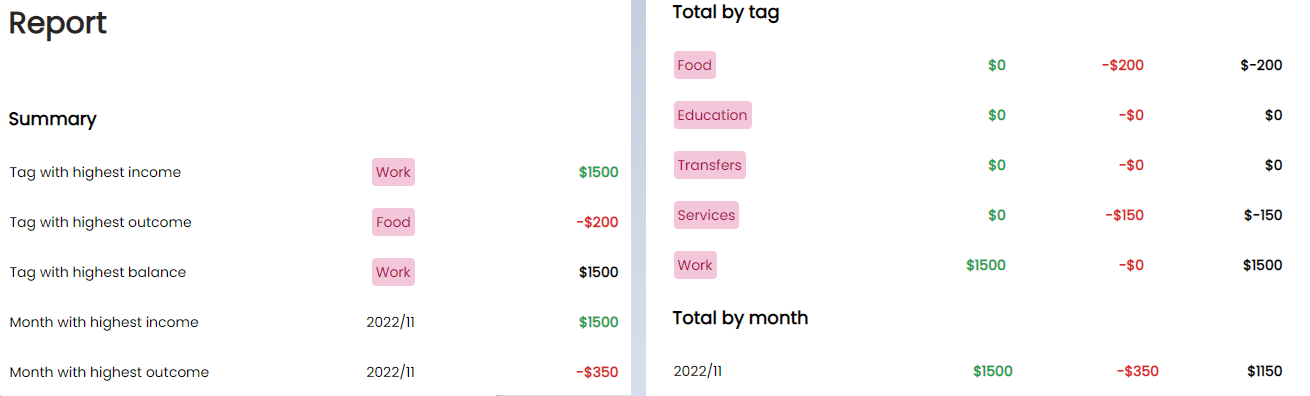 Report
Summary
Tag with highest income Work $1500
Tag with highest outcome Food -$200
Tag with highest balance Work $1500
Month with highest income 2022/11 $1500
Month with highest outcome 2022/11 -$350
Total by tag
Food $0 -$200 $-200
Education $0 -$0 $0
Transfers $0 -$0 $0
Services $0 -$150 $-150
Work $1500 -$0 $1500
Total by month
2022/11 $1500 -$350 $1150